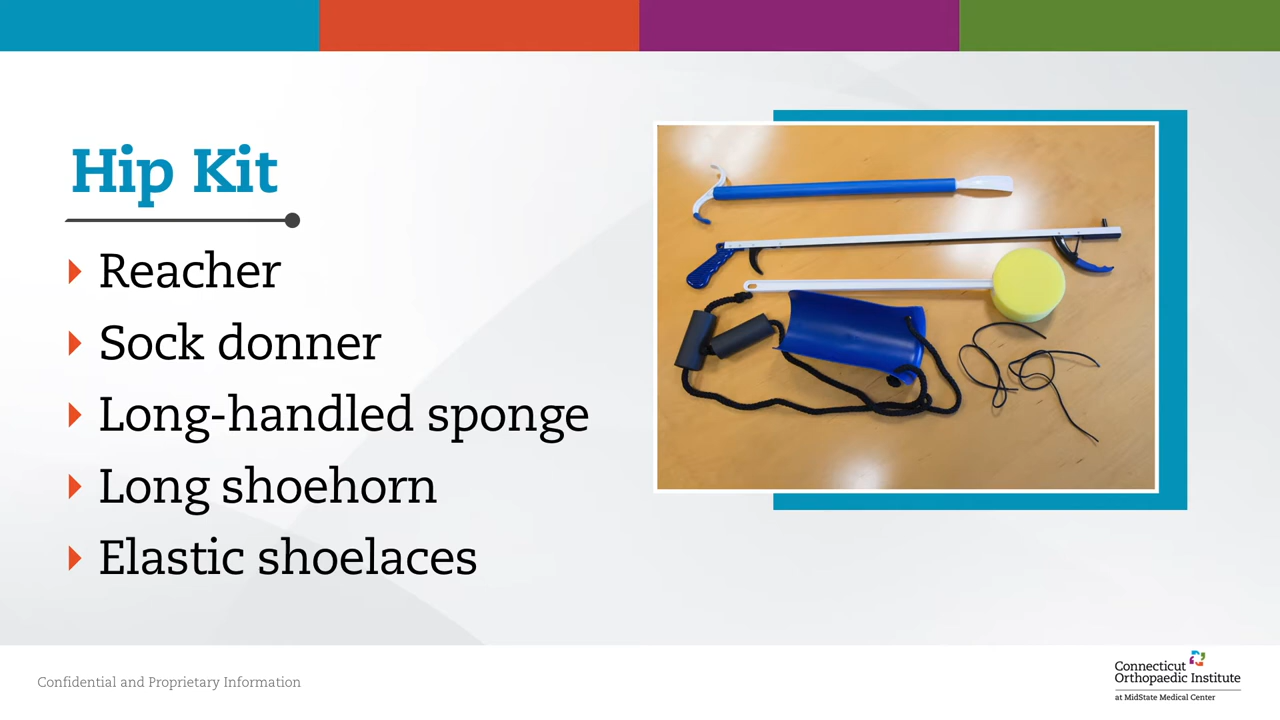 Hip Kit
Reacher
Sock donner
Long-handled sponge
Long shoehorn
Elastic shoelaces
Confidential and Proprietary Information
Connecticut
Orthopaedic Institute
at MidState Medical Center